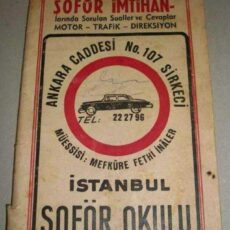 ŞOFÖR İMTİHAN-
larında Sorulan Sualler ve Cevaplar
MOTÖR - TRAFİK - DİREKSİYON
ANKARA CADDESİ No. 107 SİRKECİ
TEL: 22 27 96
MÜESSİSİ: MEFKÛRE FETHİ İNALER
İSTANBUL
ŞOFÖR OKULU